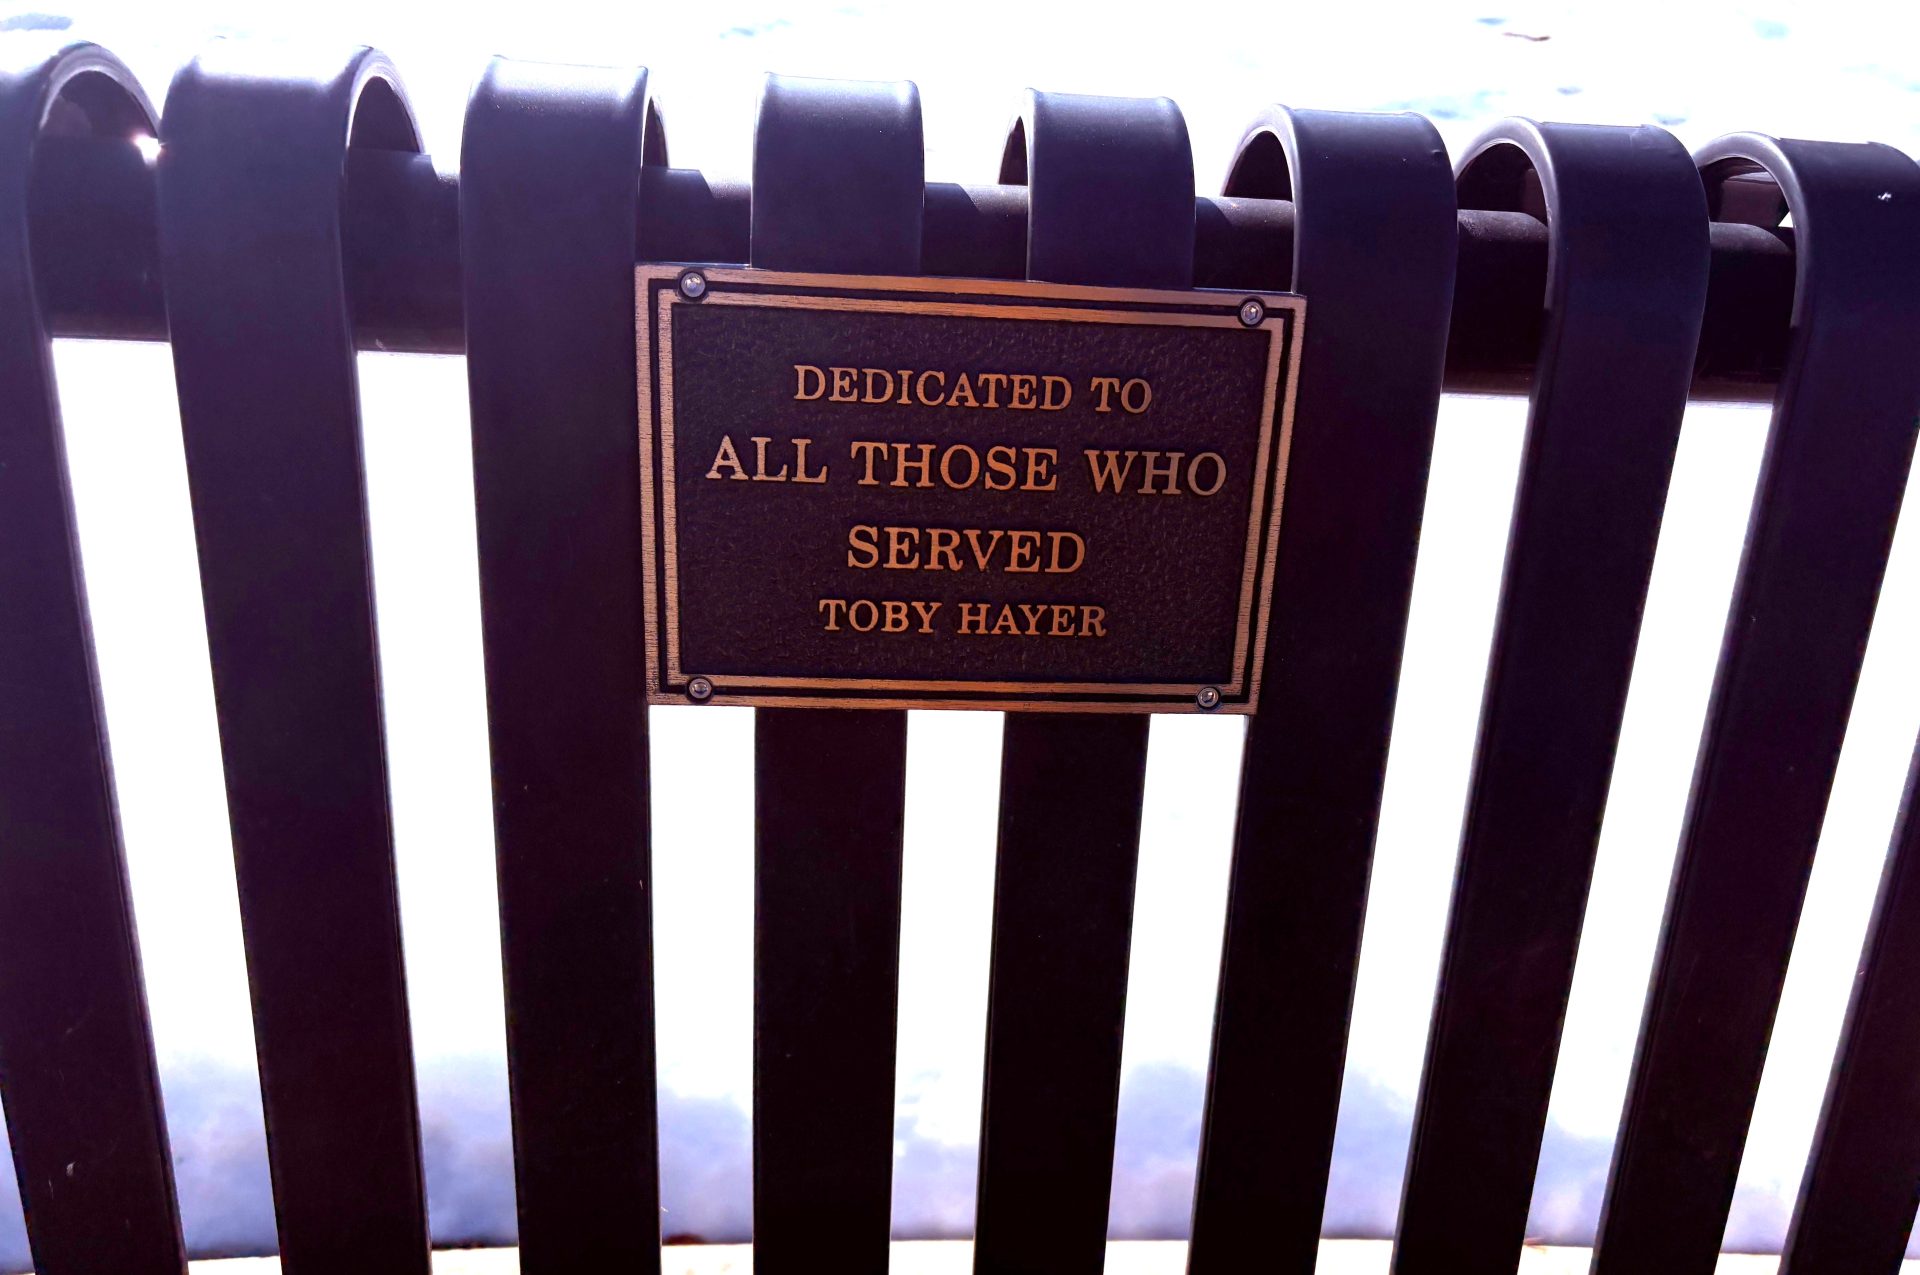 DEDICATED TO
ALL THOSE WHO
SERVED
TOBY HAYER